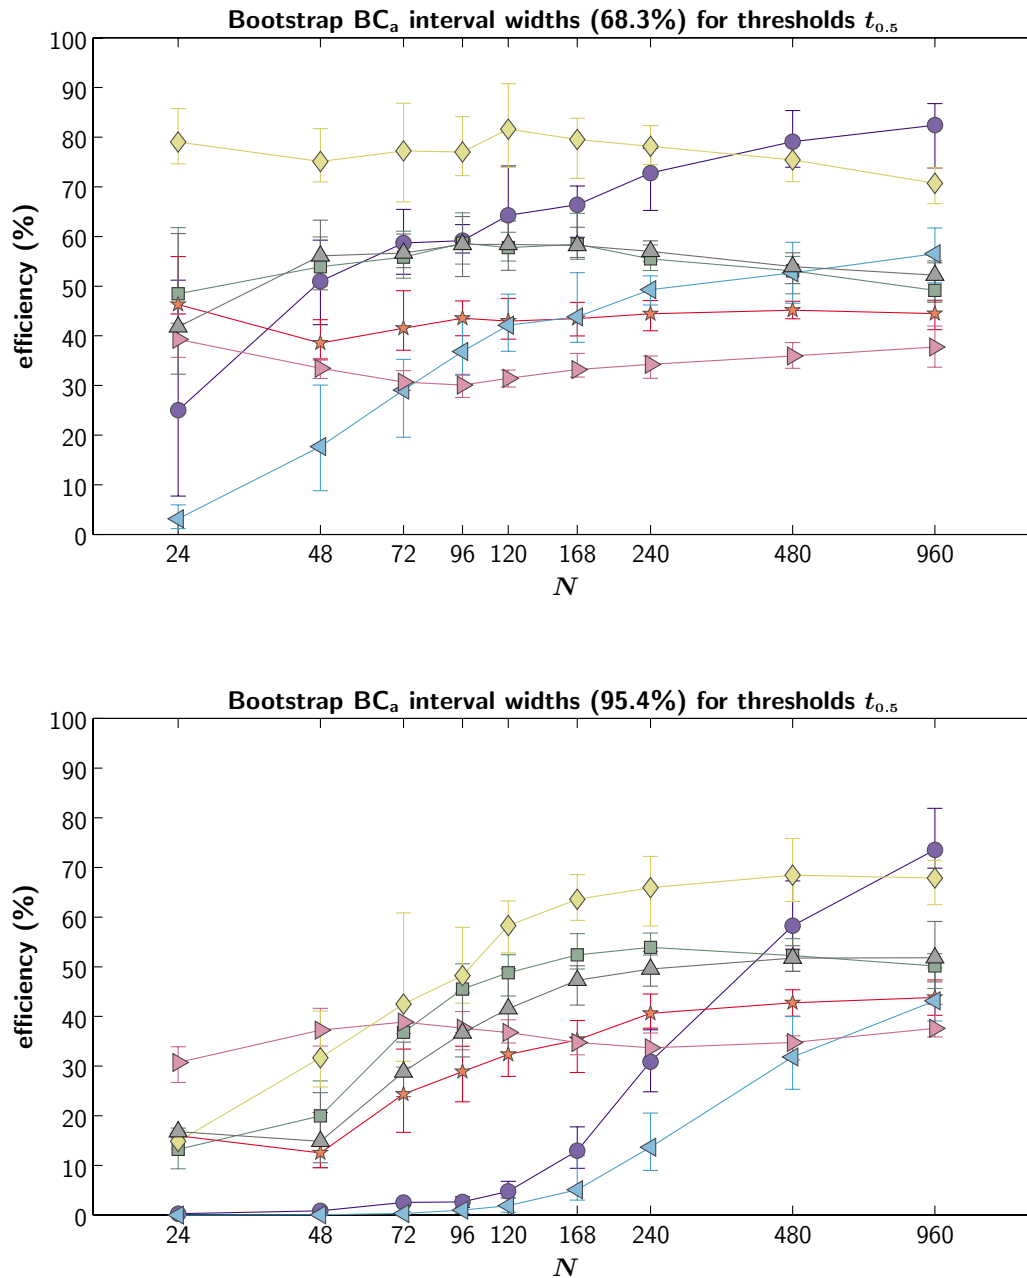 Bootstrap BCa interval widths (68.3%) for thresholds t0.5
100
90
80
70
60
50
40
30
20
10
0
efficiency (%)
24 48 72 96 120 168 240 480 960
N
Bootstrap BCa interval widths (95.4%) for thresholds t0.5
100
90
80
70
60
50
40
30
20
10
0
efficiency (%)
24 48 72 96 120 168 240 480 960
N